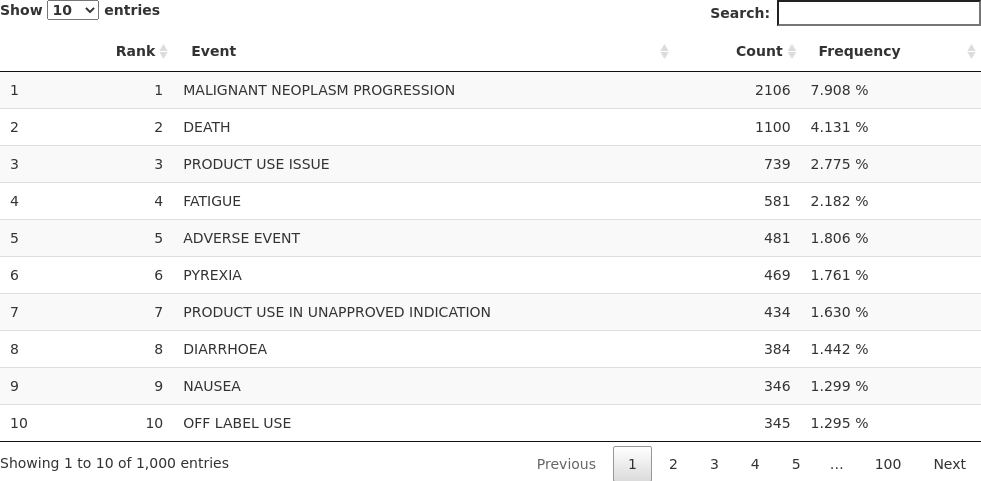 Show 10 entries Search:
Rank Event Count Frequency
1 1 MALIGNANT NEOPLASM PROGRESSION 2106 7.908 %
2 2 DEATH 1100 4.131 %
3 3 PRODUCT USE ISSUE 739 2.775 %
4 4 FATIGUE 581 2.182 %
5 5 ADVERSE EVENT 481 1.806 %
6 6 PYREXIA 469 1.761 %
7 7 PRODUCT USE IN UNAPPROVED INDICATION 434 1.630 %
8 8 DIARRHOEA 384 1.442 %
9 9 NAUSEA 346 1.299 %
10 10 OFF LABEL USE 345 1.295 %
Showing 1 to 10 of 1,000 entries Previous 1 2 3 4 5 … 100 Next